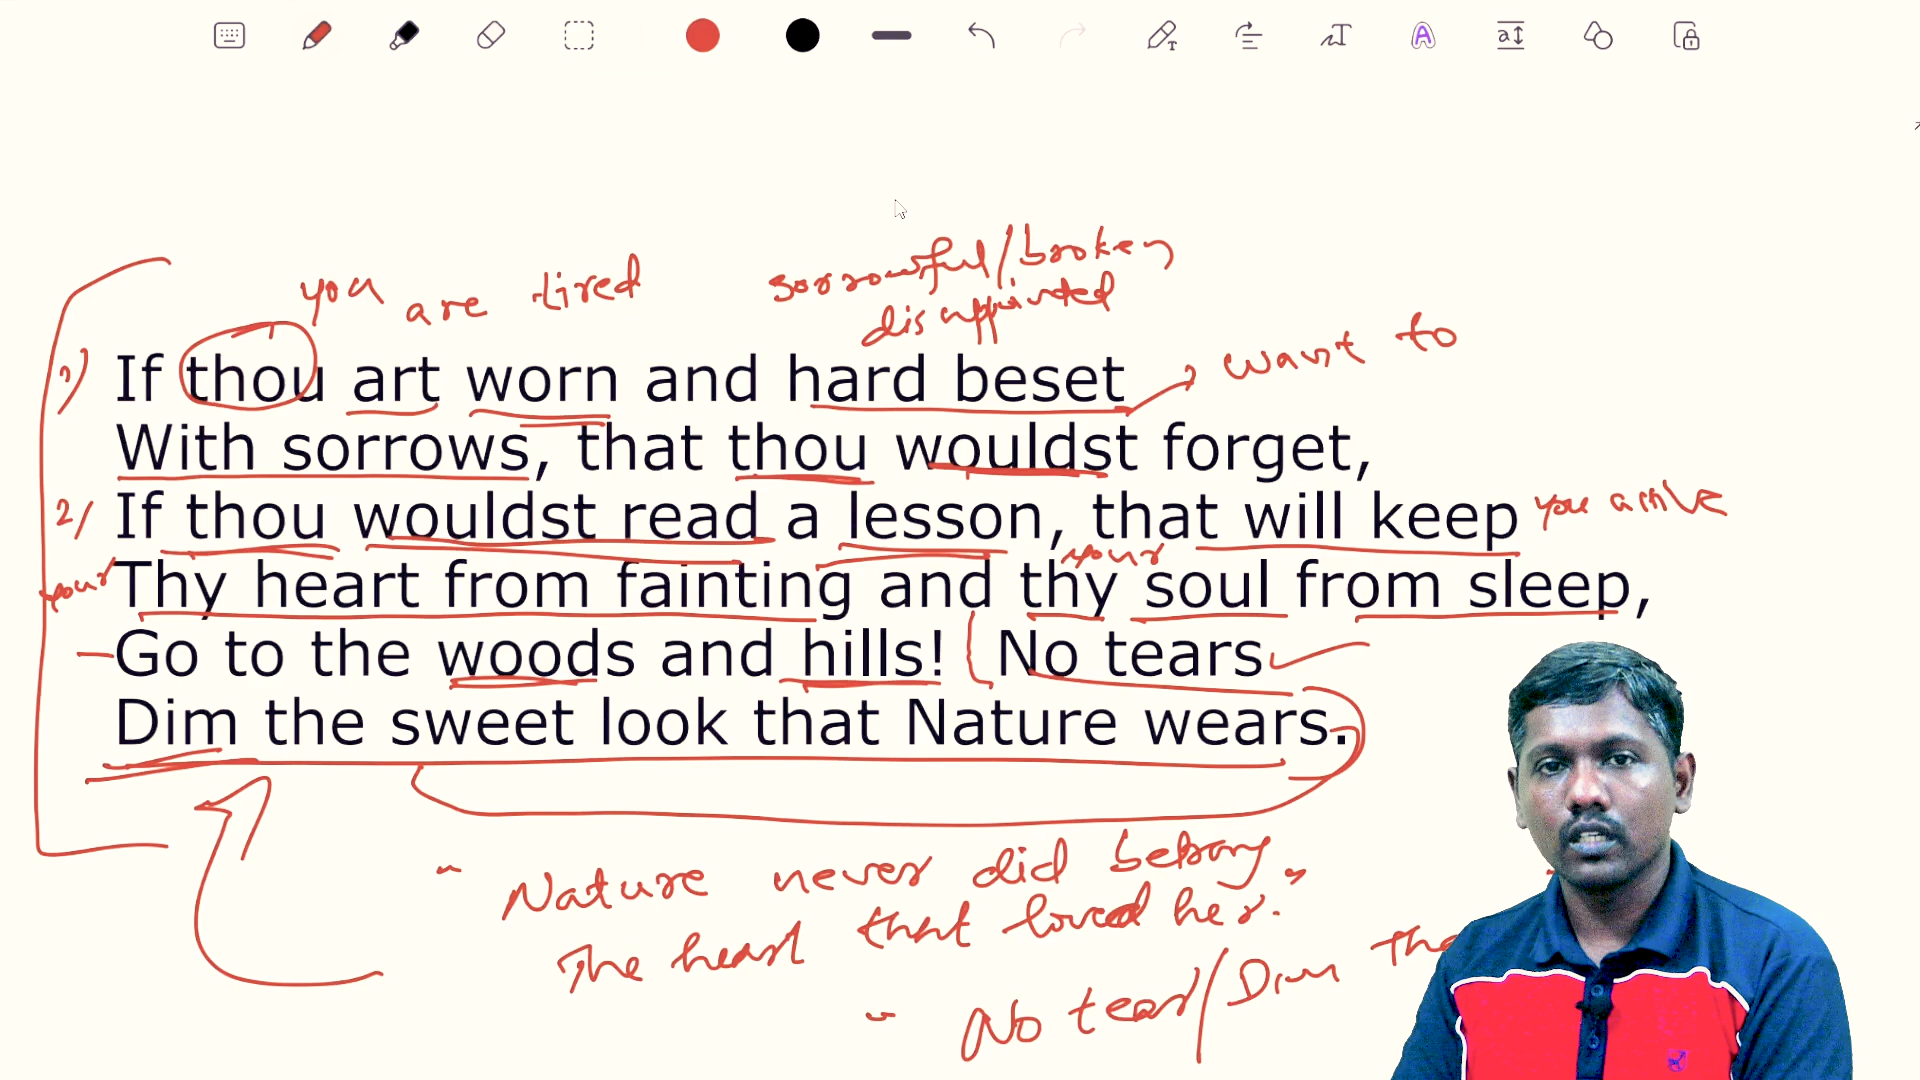 you are tired sorrowful/broken
disappointed
1) If thou art worn and hard beset want to
With sorrows, that thou wouldst forget,
2/ If thou wouldst read a lesson, that will keep you
your your
Thy heart from fainting and thy soul from sleep,
Go to the woods and hills! No tears
Dim the sweet look that Nature wears.
" Nature never did betray
The heart that loved her."
" No tear/Dim the